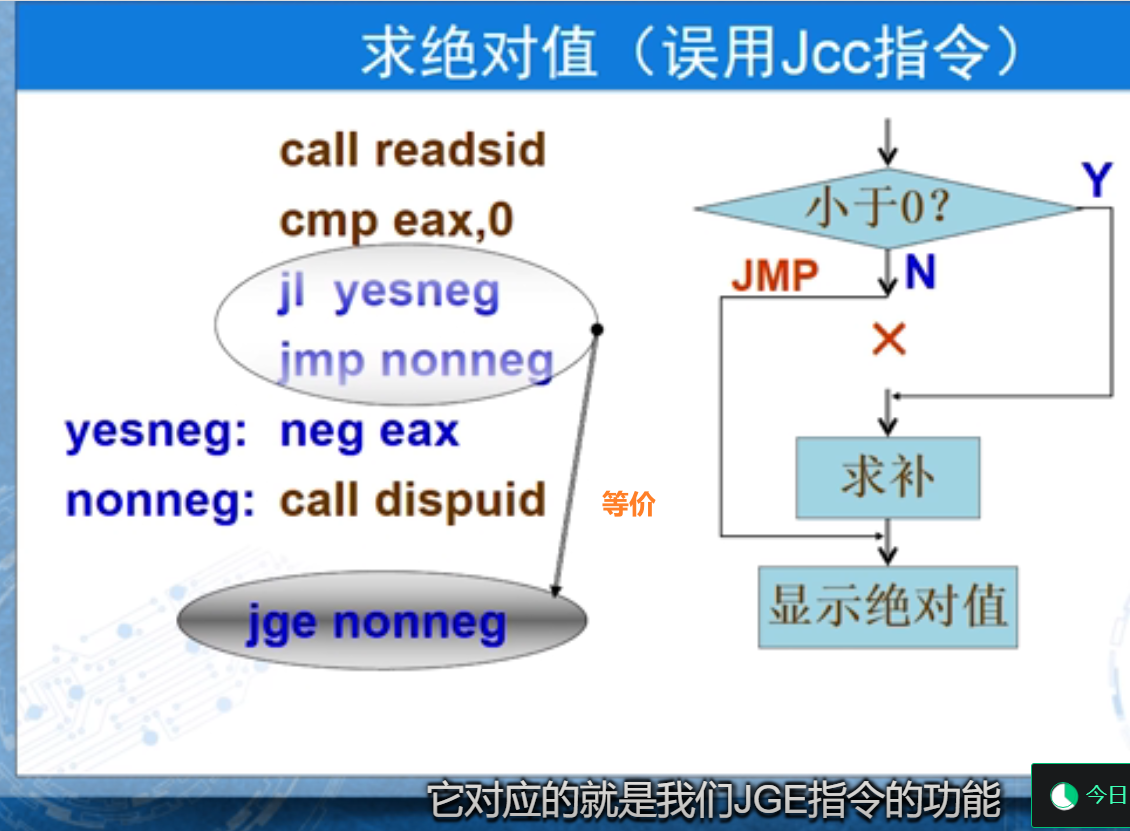 求绝对值（误用Jcc指令）
call readsid
cmp eax,0
jl yesneg
jmp nonneg
yesneg: neg eax
nonneg: call dispuid
等价
jge nonneg
小于0？
Y
JMP
N
求补
显示绝对值
它对应的就是我们JGE指令的功能
今日